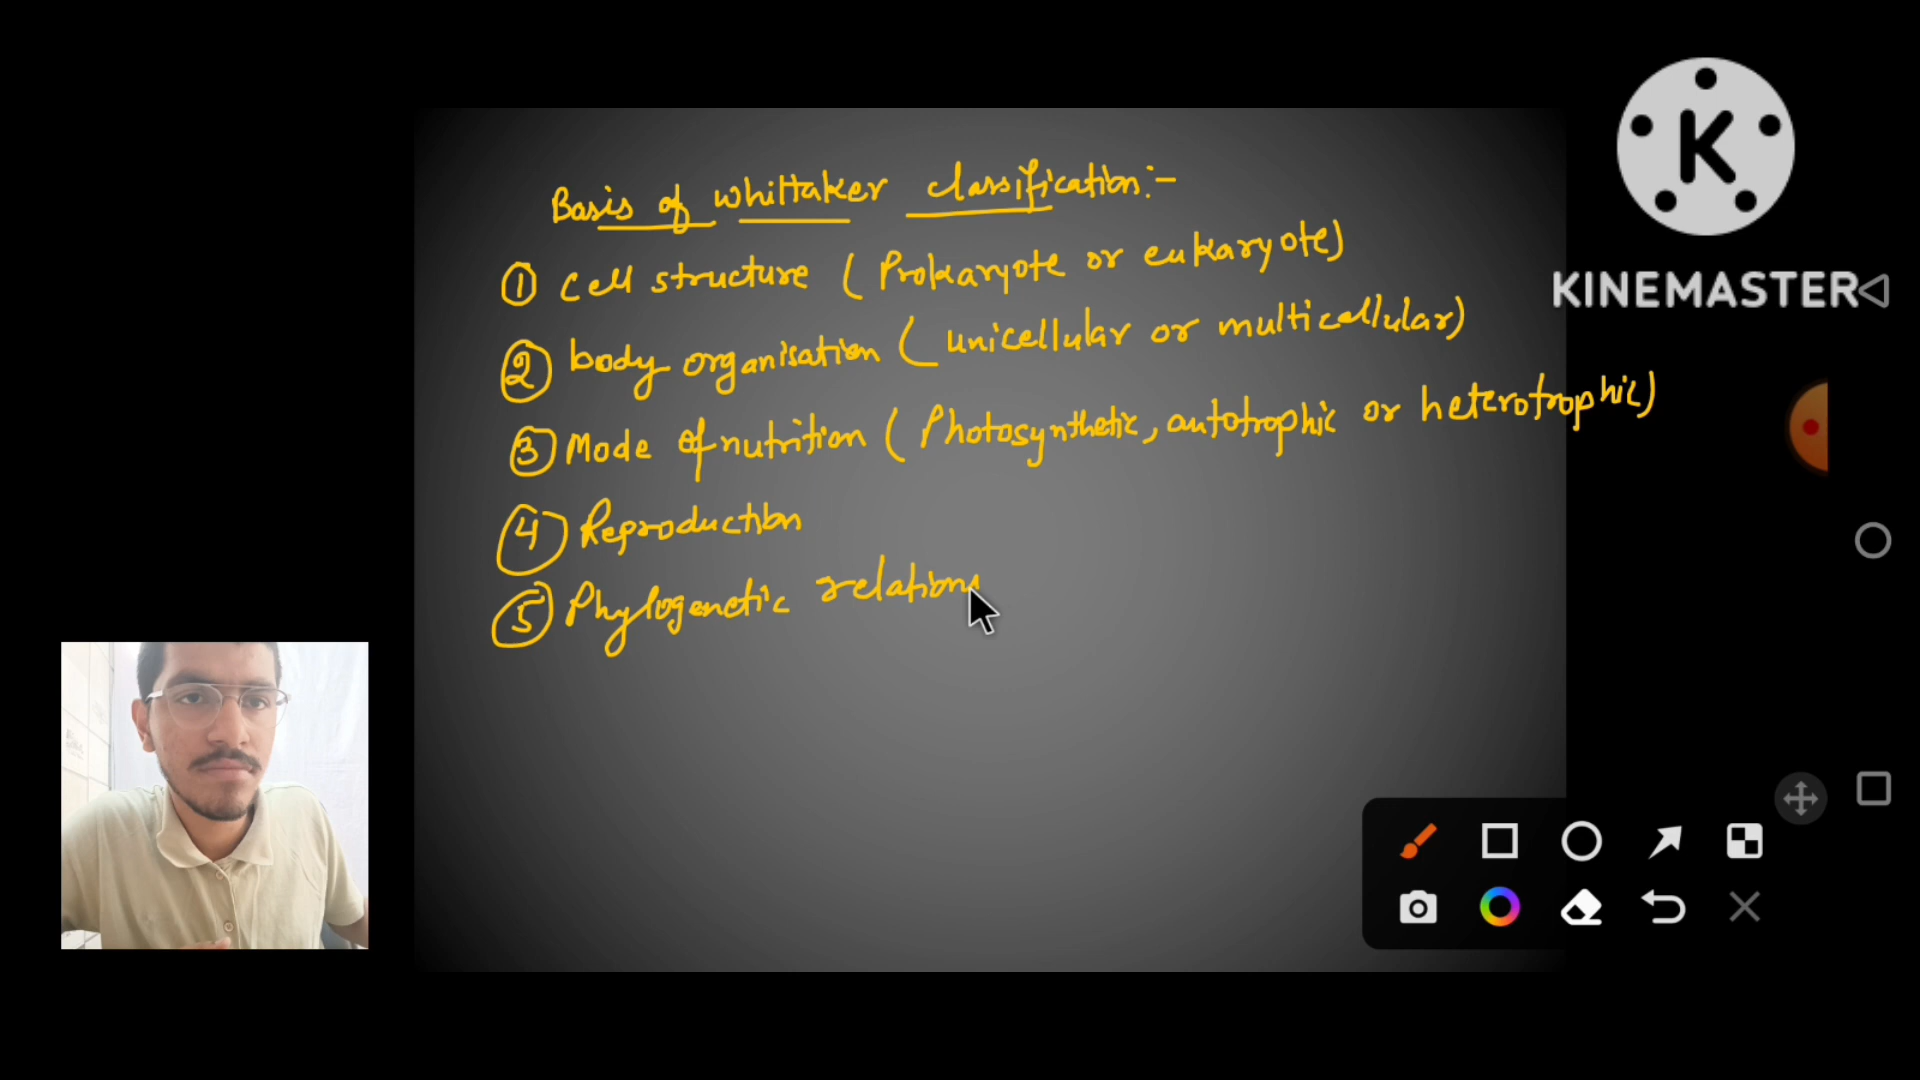 Basis of whittaker classification:-
① cell structure (Prokaryote or eukaryote)
② body organisation (unicellular or multicellular)
③ Mode of nutrition (Photosynthetic, autotrophic or heterotrophic)
④ Reproduction
⑤ Phylogenetic relations
K
KINEMASTER